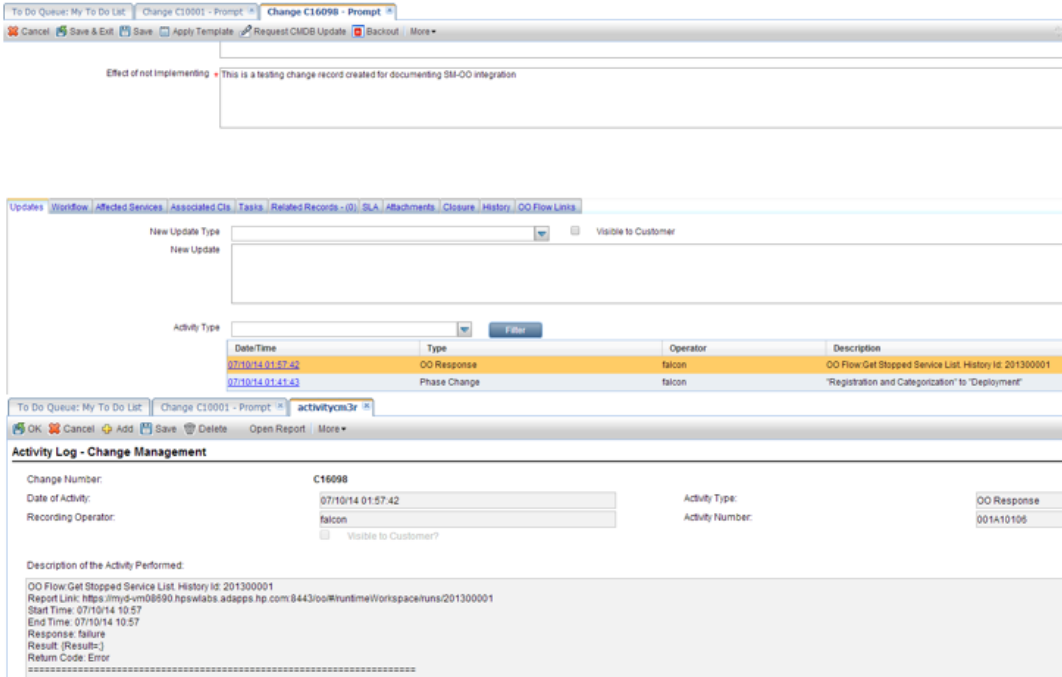 To Do Queue: My To Do List Change C10001 - Prompt Change C16098 - Prompt
Cancel Save & Exit Save Apply Template Request CMDB Update Backout More
Effect of not Implementing This is a testing change record created for documenting SM-OO integration
Updates Workflow Affected Services Associated CIs Tasks Related Records - (0) SLA Attachments Closure History OO Flow Links
New Update Type Visible to Customer
New Update
Activity Type Filter
Date/Time Type Operator Description
07/10/14 01:57:42 OO Response falcon OO Flow:Get Stopped Service List. History Id: 201300001
07/10/14 01:41:43 Phase Change falcon "Registration and Categorization" to "Deployment"
To Do Queue: My To Do List Change C10001 - Prompt activitycm3r
OK Cancel Add Save Delete Open Report More
Activity Log - Change Management
Change Number: C16098
Date of Activity: 07/10/14 01:57:42 Activity Type: OO Response
Recording Operator: falcon Activity Number: 001A10106
Visible to Customer?
Description of the Activity Performed:
OO Flow:Get Stopped Service List. History Id: 201300001
Report Link: https://myd-vm08690.hpswlabs.adapps.hp.com:8443/oo/#/runtimeWorkspace/runs/201300001
Start Time: 07/10/14 10:57
End Time: 07/10/14 10:57
Response: failure
Result: {Result=;}
Return Code: Error
======================================================================